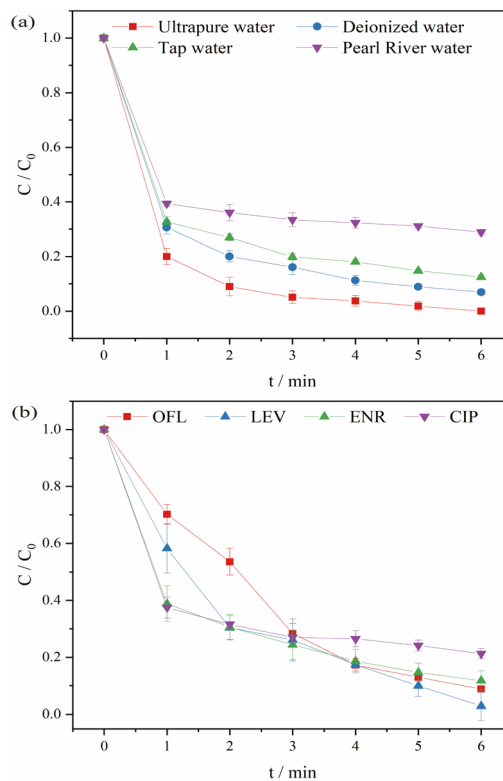 (a)
Ultrapure water Deionized water
Tap water Pearl River water
1.0
0.8
0.6
0.4
0.2
0.0
C / C0
0 1 2 3 4 5 6
t / min
(b)
OFL LEV ENR CIP
1.0
0.8
0.6
0.4
0.2
0.0
C / C0
0 1 2 3 4 5 6
t / min